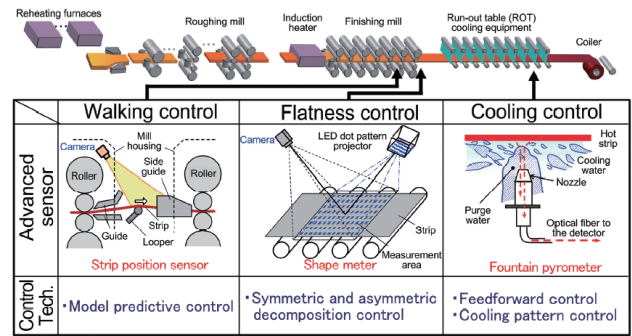 Reheating furnaces
Roughing mill
Induction
heater
Finishing mill
Run-out table (ROT)
cooling equipment
Coiler
Walking control
Flatness control
Cooling control
Advanced
sensor
Camera
Mill
housing
Side
guide
Roller
Roller
Guide
Looper
Strip
Strip position sensor
Camera
LED dot pattern
projector
Strip
Measurement
area
Shape meter
Hot
strip
Cooling
water
Nozzle
Purge
water
Optical fiber to
the detector
Fountain pyrometer
Control
Tech.
・Model predictive control
・Symmetric and asymmetric
decomposition control
・Feedforward control
・Cooling pattern control